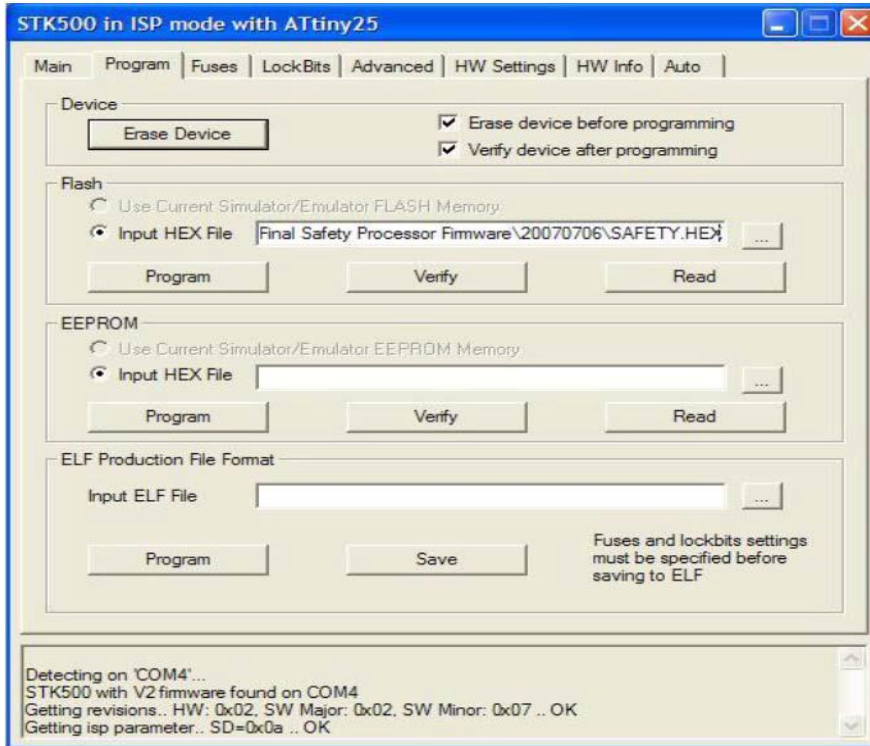 STK500 in ISP mode with ATtiny25
Main Program Fuses LockBits Advanced HW Settings HW Info Auto
Device
Erase Device
Erase device before programming
Verify device after programming
Flash
Use Current Simulator/Emulator FLASH Memory
Input HEX File Final Safety Processor Firmware\20070706\SAFETY.HEX ...
Program Verify Read
EEPROM
Use Current Simulator/Emulator EEPROM Memory
Input HEX File ...
Program Verify Read
ELF Production File Format
Input ELF File ...
Program Save
Fuses and lockbits settings
must be specified before
saving to ELF
Detecting on 'COM4'...
STK500 with V2 firmware found on COM4
Getting revisions.. HW: 0x02, SW Major: 0x02, SW Minor: 0x07 .. OK
Getting isp parameter.. SD=0x0a .. OK